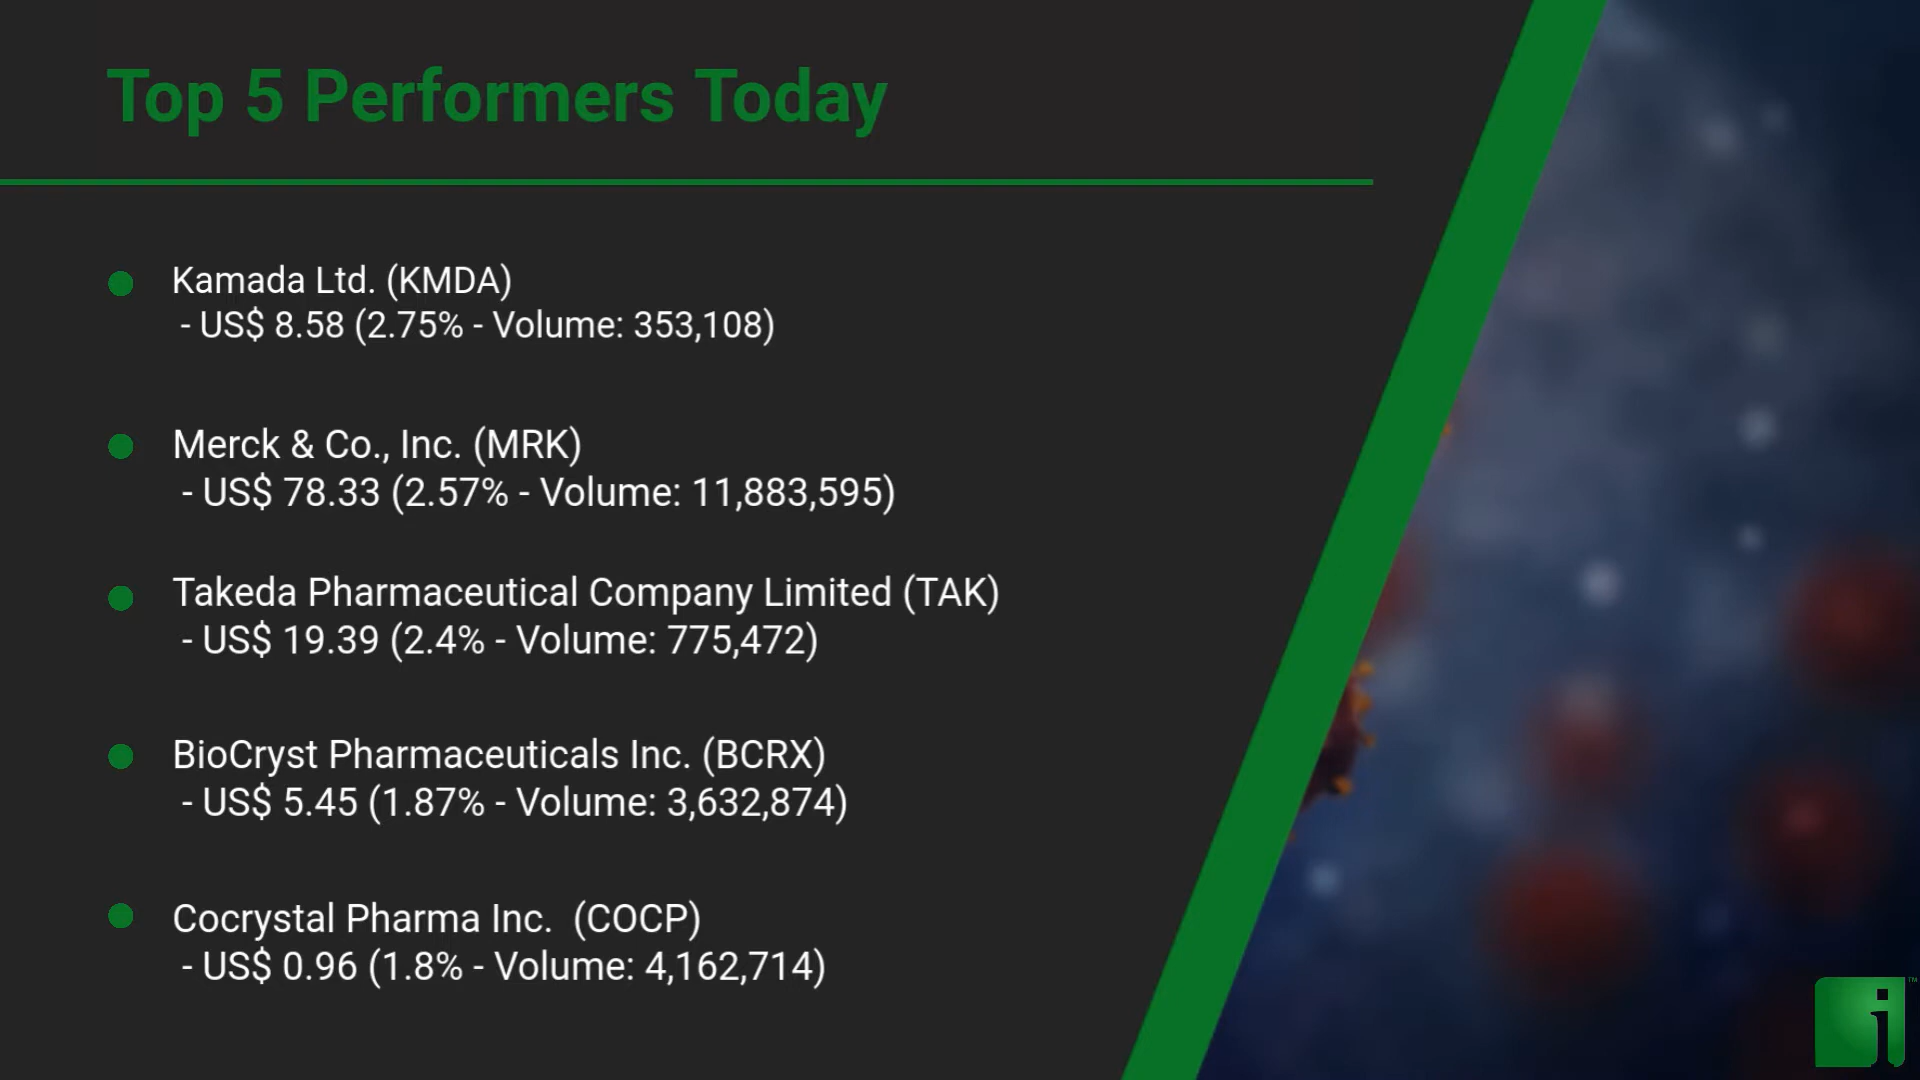 Top 5 Performers Today
Kamada Ltd. (KMDA)
- US$ 8.58 (2.75% - Volume: 353,108)
Merck & Co., Inc. (MRK)
- US$ 78.33 (2.57% - Volume: 11,883,595)
Takeda Pharmaceutical Company Limited (TAK)
- US$ 19.39 (2.4% - Volume: 775,472)
BioCryst Pharmaceuticals Inc. (BCRX)
- US$ 5.45 (1.87% - Volume: 3,632,874)
Cocrystal Pharma Inc.  (COCP)
- US$ 0.96 (1.8% - Volume: 4,162,714)
i
™